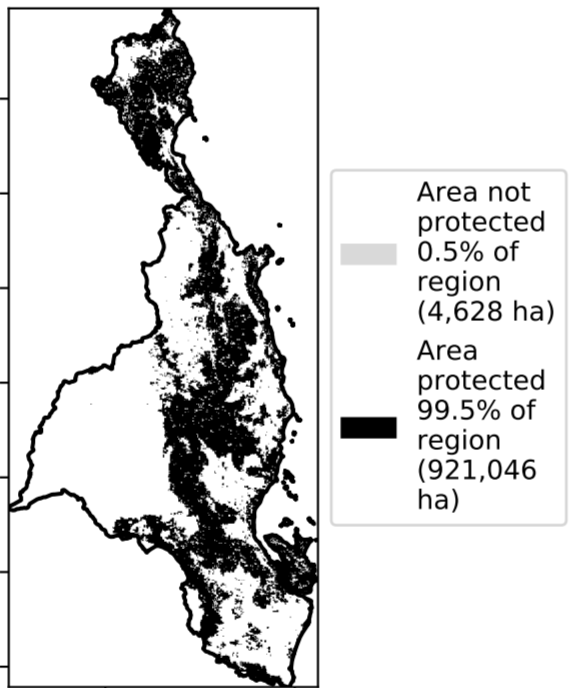 Area not
protected
0.5% of
region
(4,628 ha)
Area
protected
99.5% of
region
(921,046
ha)